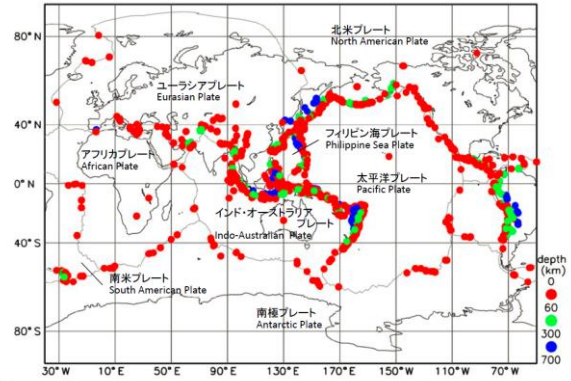 80°N
40°N
0°N
40°S
80°S
北米プレート
North American Plate
ユーラシアプレート
Eurasian Plate
フィリピン海プレート
Philippine Sea Plate
アフリカプレート
African Plate
太平洋プレート
Pacific Plate
インド・オーストラリア
プレート
Indo-Australian Plate
南米プレート
South American Plate
南極プレート
Antarctic Plate
depth
(km)
0
60
300
700
30°W
10°E
50°E
90°E
130°E
170°E
150°W
110°W
70°W